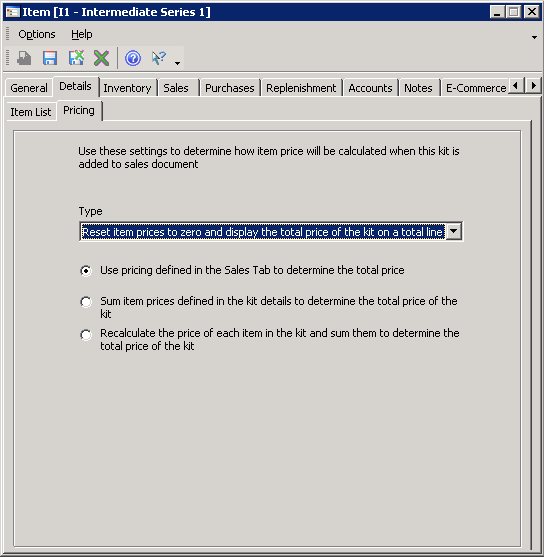 Item [I1 - Intermediate Series 1]
Options Help
General Details Inventory Sales Purchases Replenishment Accounts Notes E-Commerce
Item List Pricing
Use these settings to determine how item price will be calculated when this kit is
added to sales document
Type
Reset item prices to zero and display the total price of the kit on a total line
Use pricing defined in the Sales Tab to determine the total price
Sum item prices defined in the kit details to determine the total price of the
kit
Recalculate the price of each item in the kit and sum them to determine the
total price of the kit